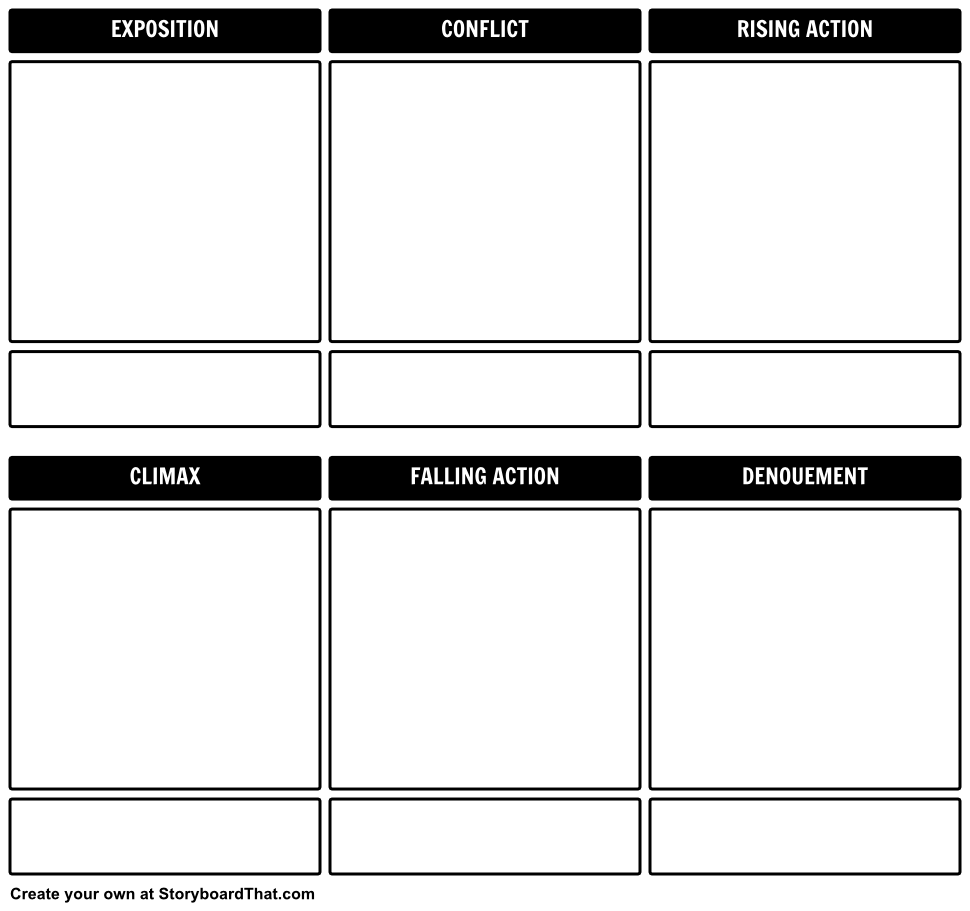 EXPOSITION
CONFLICT
RISING ACTION
CLIMAX
FALLING ACTION
DENOUEMENT
Create your own at StoryboardThat.com